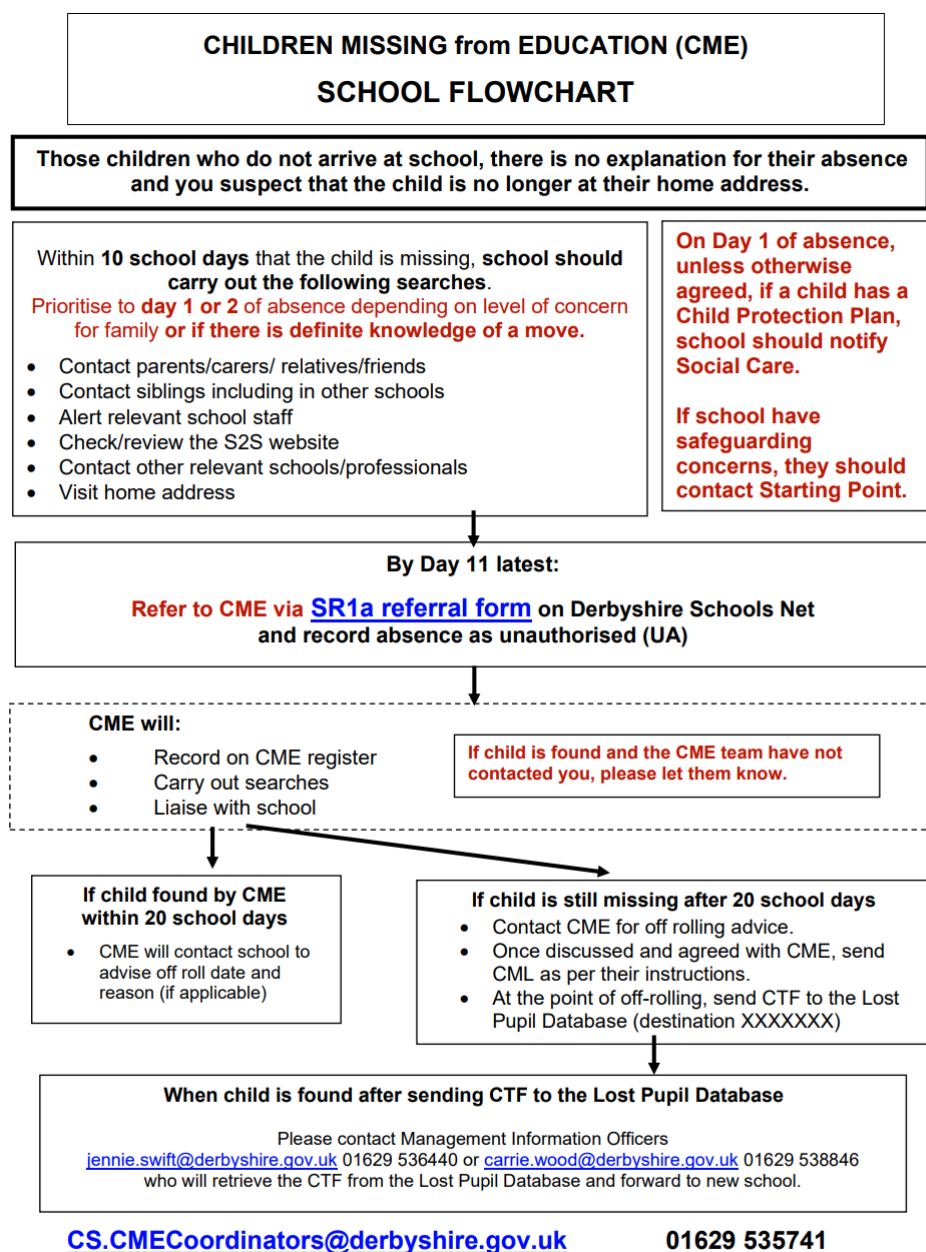 CHILDREN MISSING from EDUCATION (CME)
SCHOOL FLOWCHART
Those children who do not arrive at school, there is no explanation for their absence
and you suspect that the child is no longer at their home address.
Within 10 school days that the child is missing, school should
carry out the following searches.
Prioritise to day 1 or 2 of absence depending on level of concern
for family or if there is definite knowledge of a move.
• Contact parents/carers/ relatives/friends
• Contact siblings including in other schools
• Alert relevant school staff
• Check/review the S2S website
• Contact other relevant schools/professionals
• Visit home address
On Day 1 of absence,
unless otherwise
agreed, if a child has a
Child Protection Plan,
school should notify
Social Care.
If school have
safeguarding
concerns, they should
contact Starting Point.
By Day 11 latest:
Refer to CME via SR1a referral form on Derbyshire Schools Net
and record absence as unauthorised (UA)
CME will:
• Record on CME register
• Carry out searches
• Liaise with school
If child is found and the CME team have not
contacted you, please let them know.
If child found by CME
within 20 school days
• CME will contact school to
advise off roll date and
reason (if applicable)
If child is still missing after 20 school days
• Contact CME for off rolling advice.
• Once discussed and agreed with CME, send
CML as per their instructions.
• At the point of off-rolling, send CTF to the Lost
Pupil Database (destination XXXXXXX)
When child is found after sending CTF to the Lost Pupil Database
Please contact Management Information Officers
jennie.swift@derbyshire.gov.uk 01629 536440 or carrie.wood@derbyshire.gov.uk 01629 538846
who will retrieve the CTF from the Lost Pupil Database and forward to new school.
CS.CMECoordinators@derbyshire.gov.uk 01629 535741